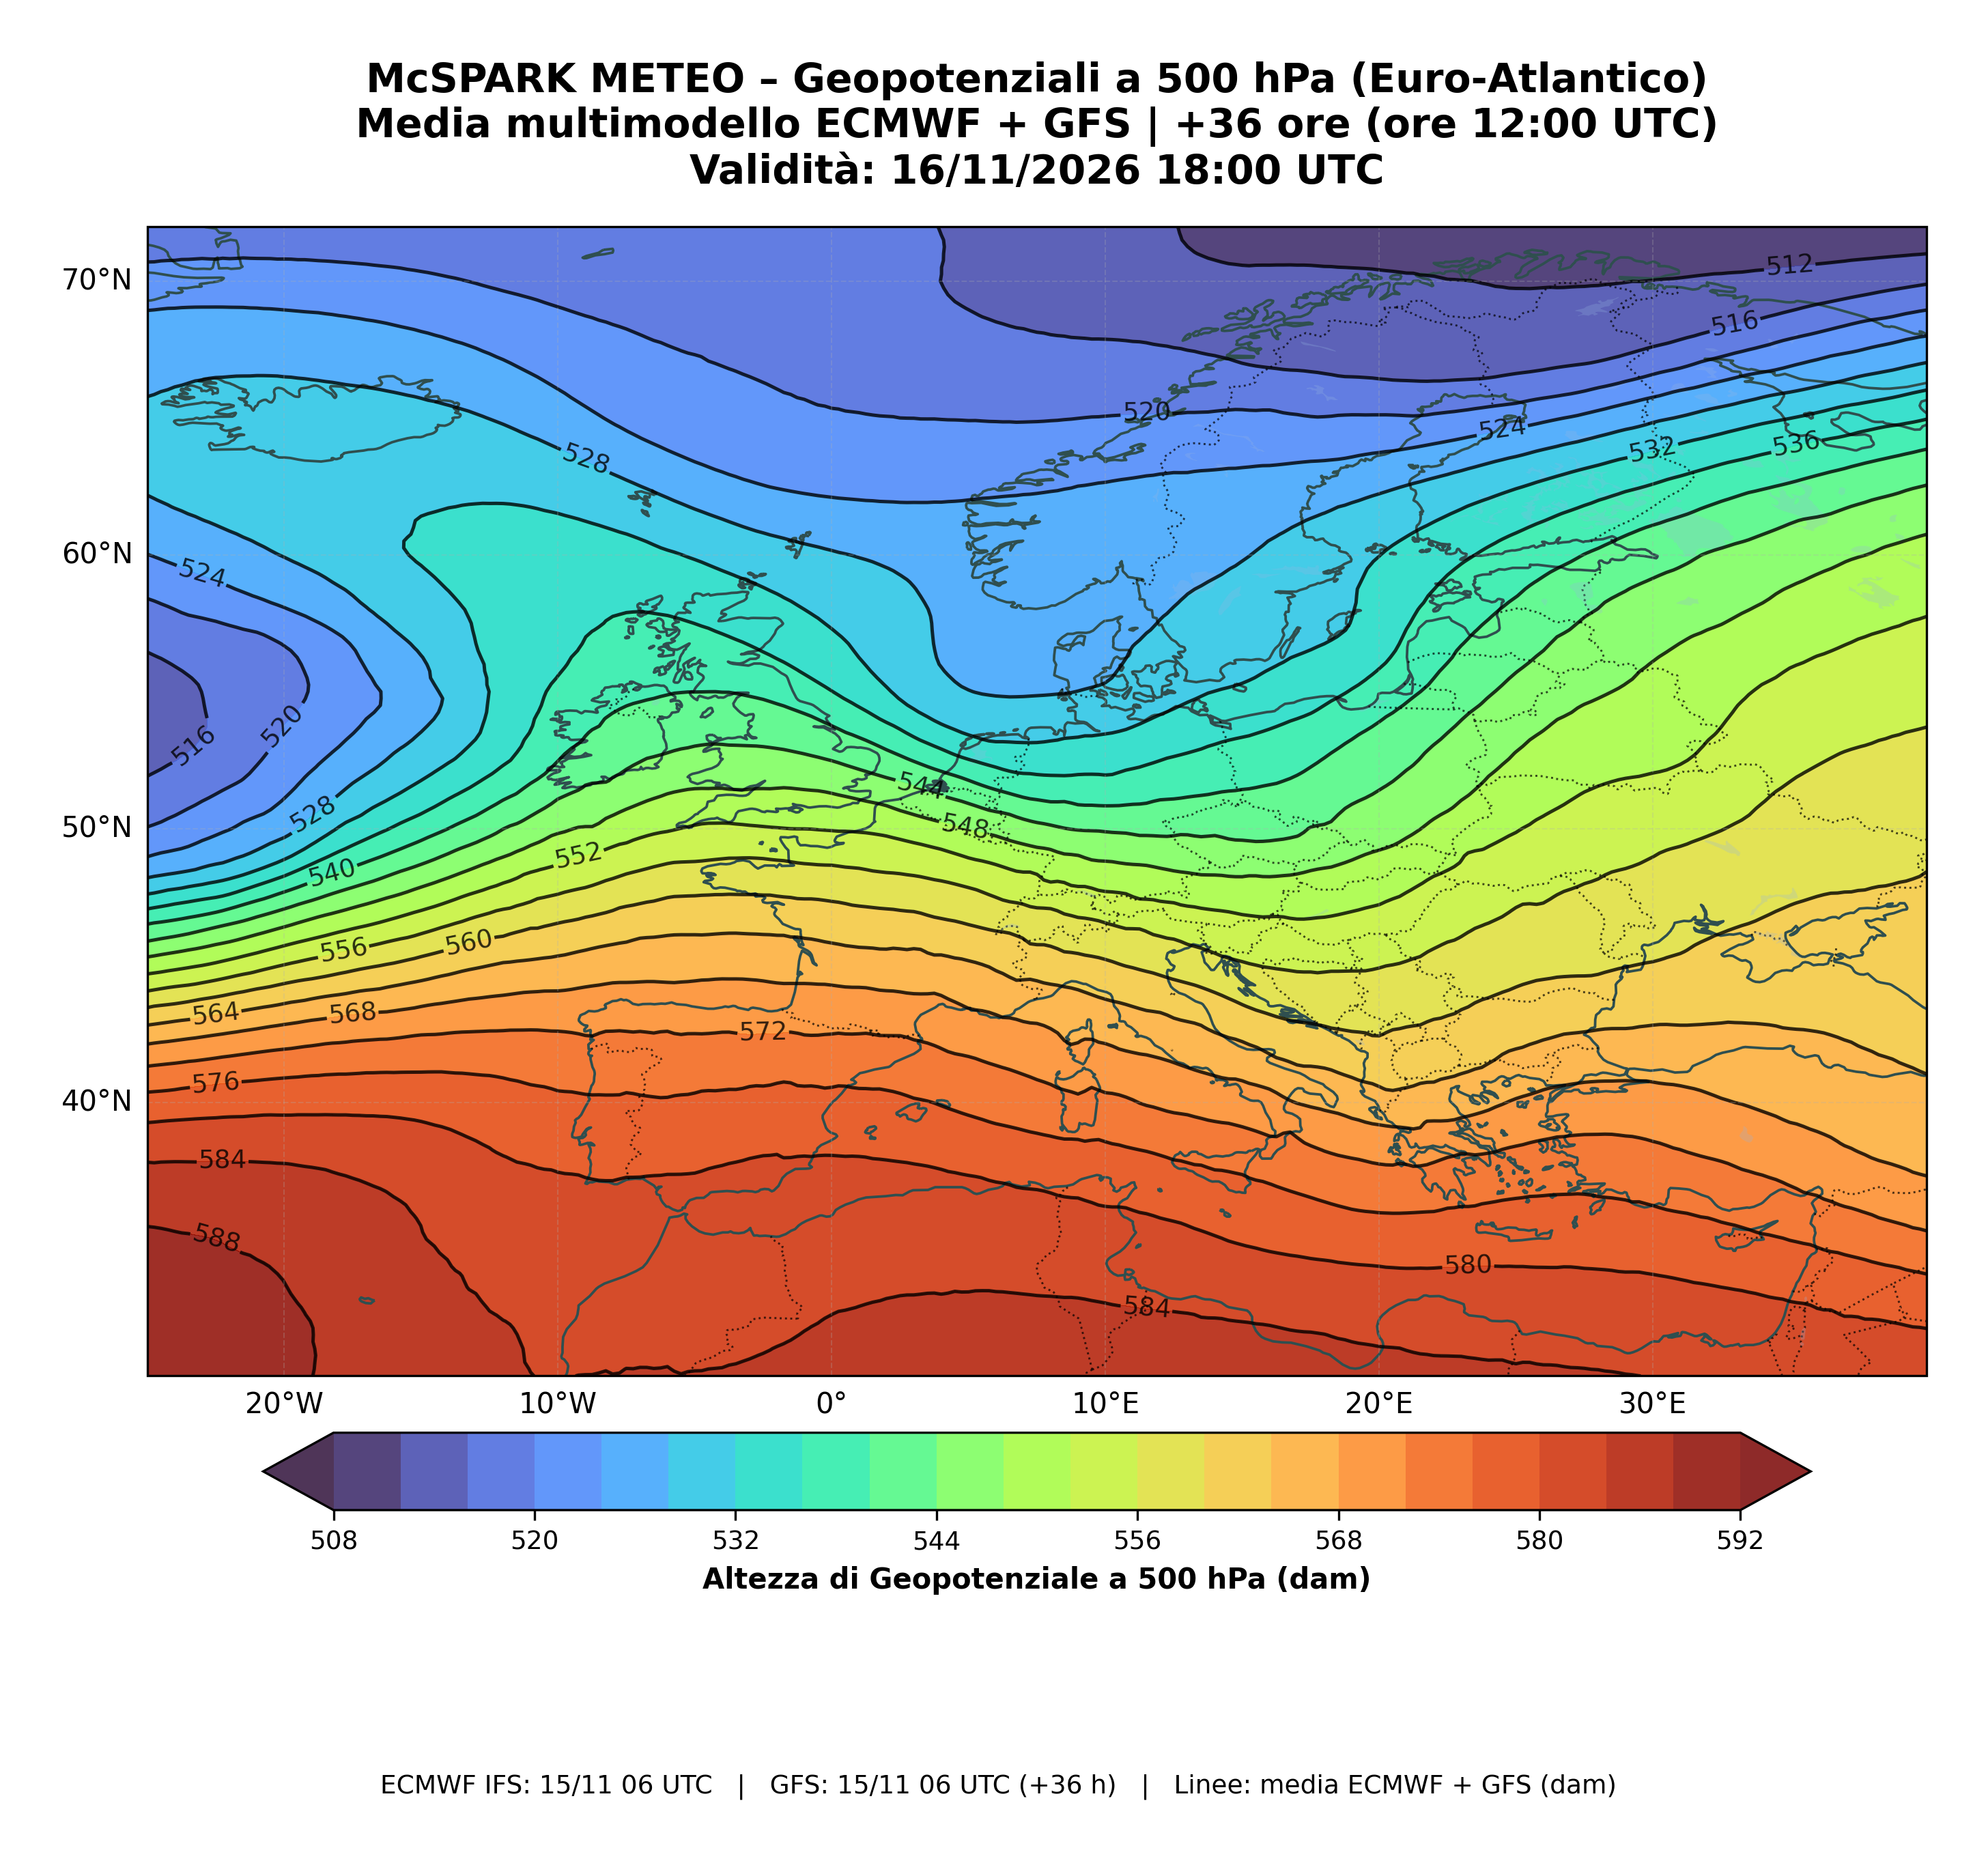 McSPARK METEO – Geopotenziali a 500 hPa (Euro-Atlantico)
Media multimodello ECMWF + GFS | +36 ore (ore 12:00 UTC)
Validità: 16/11/2026 18:00 UTC
70°N
60°N
50°N
40°N
512
516
520
524
532
536
528
524
516
520
528
540
544
548
552
556
560
564
568
572
576
584
588
580
584
20°W
10°W
0°
10°E
20°E
30°E
508
520
532
544
556
568
580
592
Altezza di Geopotenziale a 500 hPa (dam)
ECMWF IFS: 15/11 06 UTC | GFS: 15/11 06 UTC (+36 h) | Linee: media ECMWF + GFS (dam)